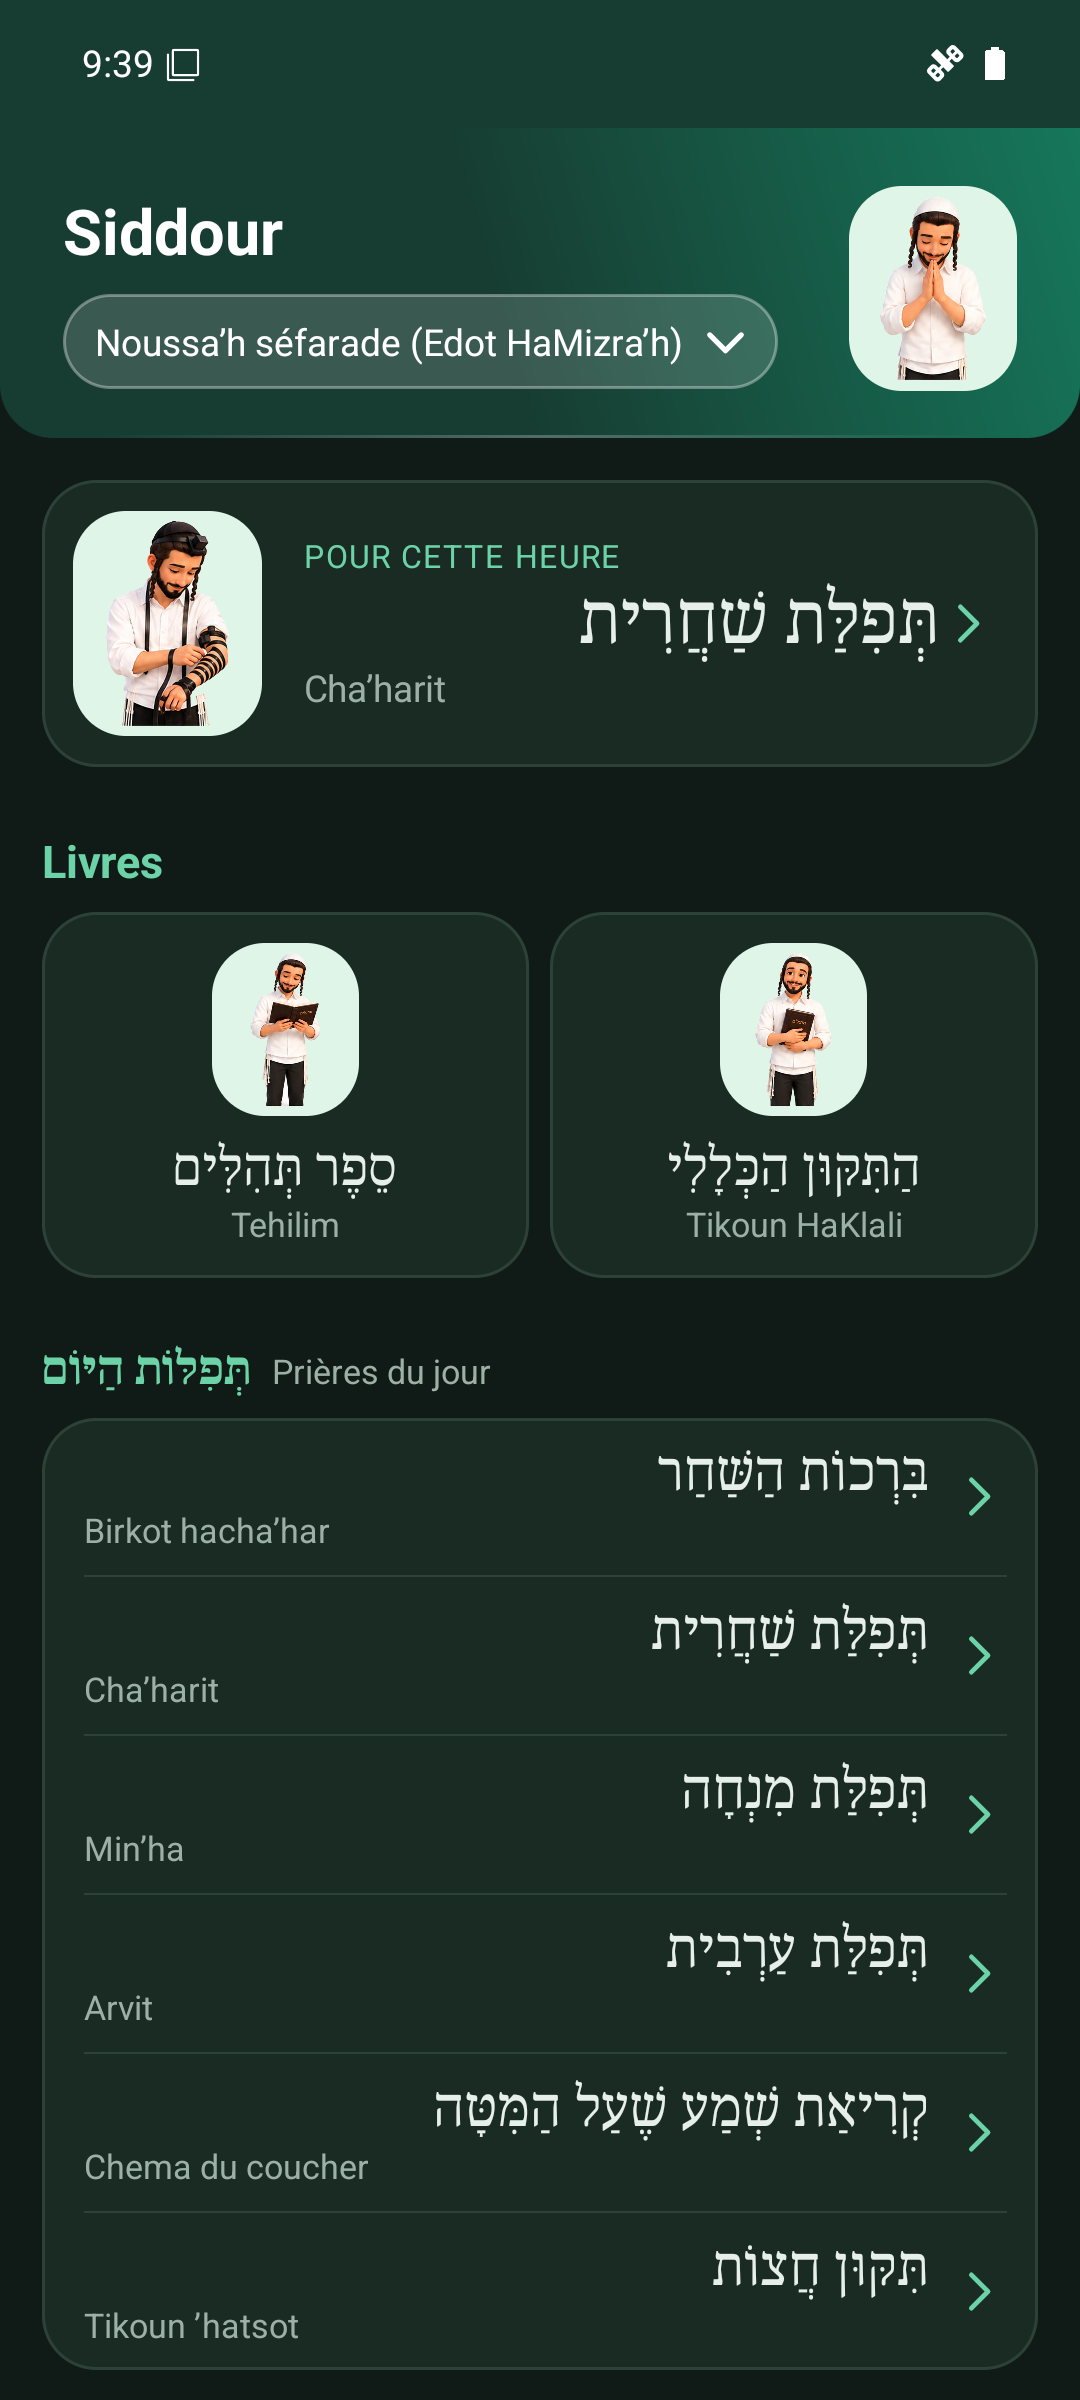 9:39
Siddour
Noussa’h séfarade (Edot HaMizra’h)
POUR CETTE HEURE
תְּפִלַּת שַׁחֲרִית
Cha’harit
Livres
סֵפֶר תְּהִלִּים
Tehilim
הַתִּקּוּן הַכְּלָלִי
Tikoun HaKlali
תְּפִלּוֹת הַיּוֹם Prières du jour
בִּרְכוֹת הַשַּׁחַר
Birkot hacha’har
תְּפִלַּת שַׁחֲרִית
Cha’harit
תְּפִלַּת מִנְחָה
Min’ha
תְּפִלַּת עַרְבִית
Arvit
קְרִיאַת שְׁמַע שֶׁעַל הַמִּטָּה
Chema du coucher
תִּקּוּן חֲצוֹת
Tikoun ’hatsot